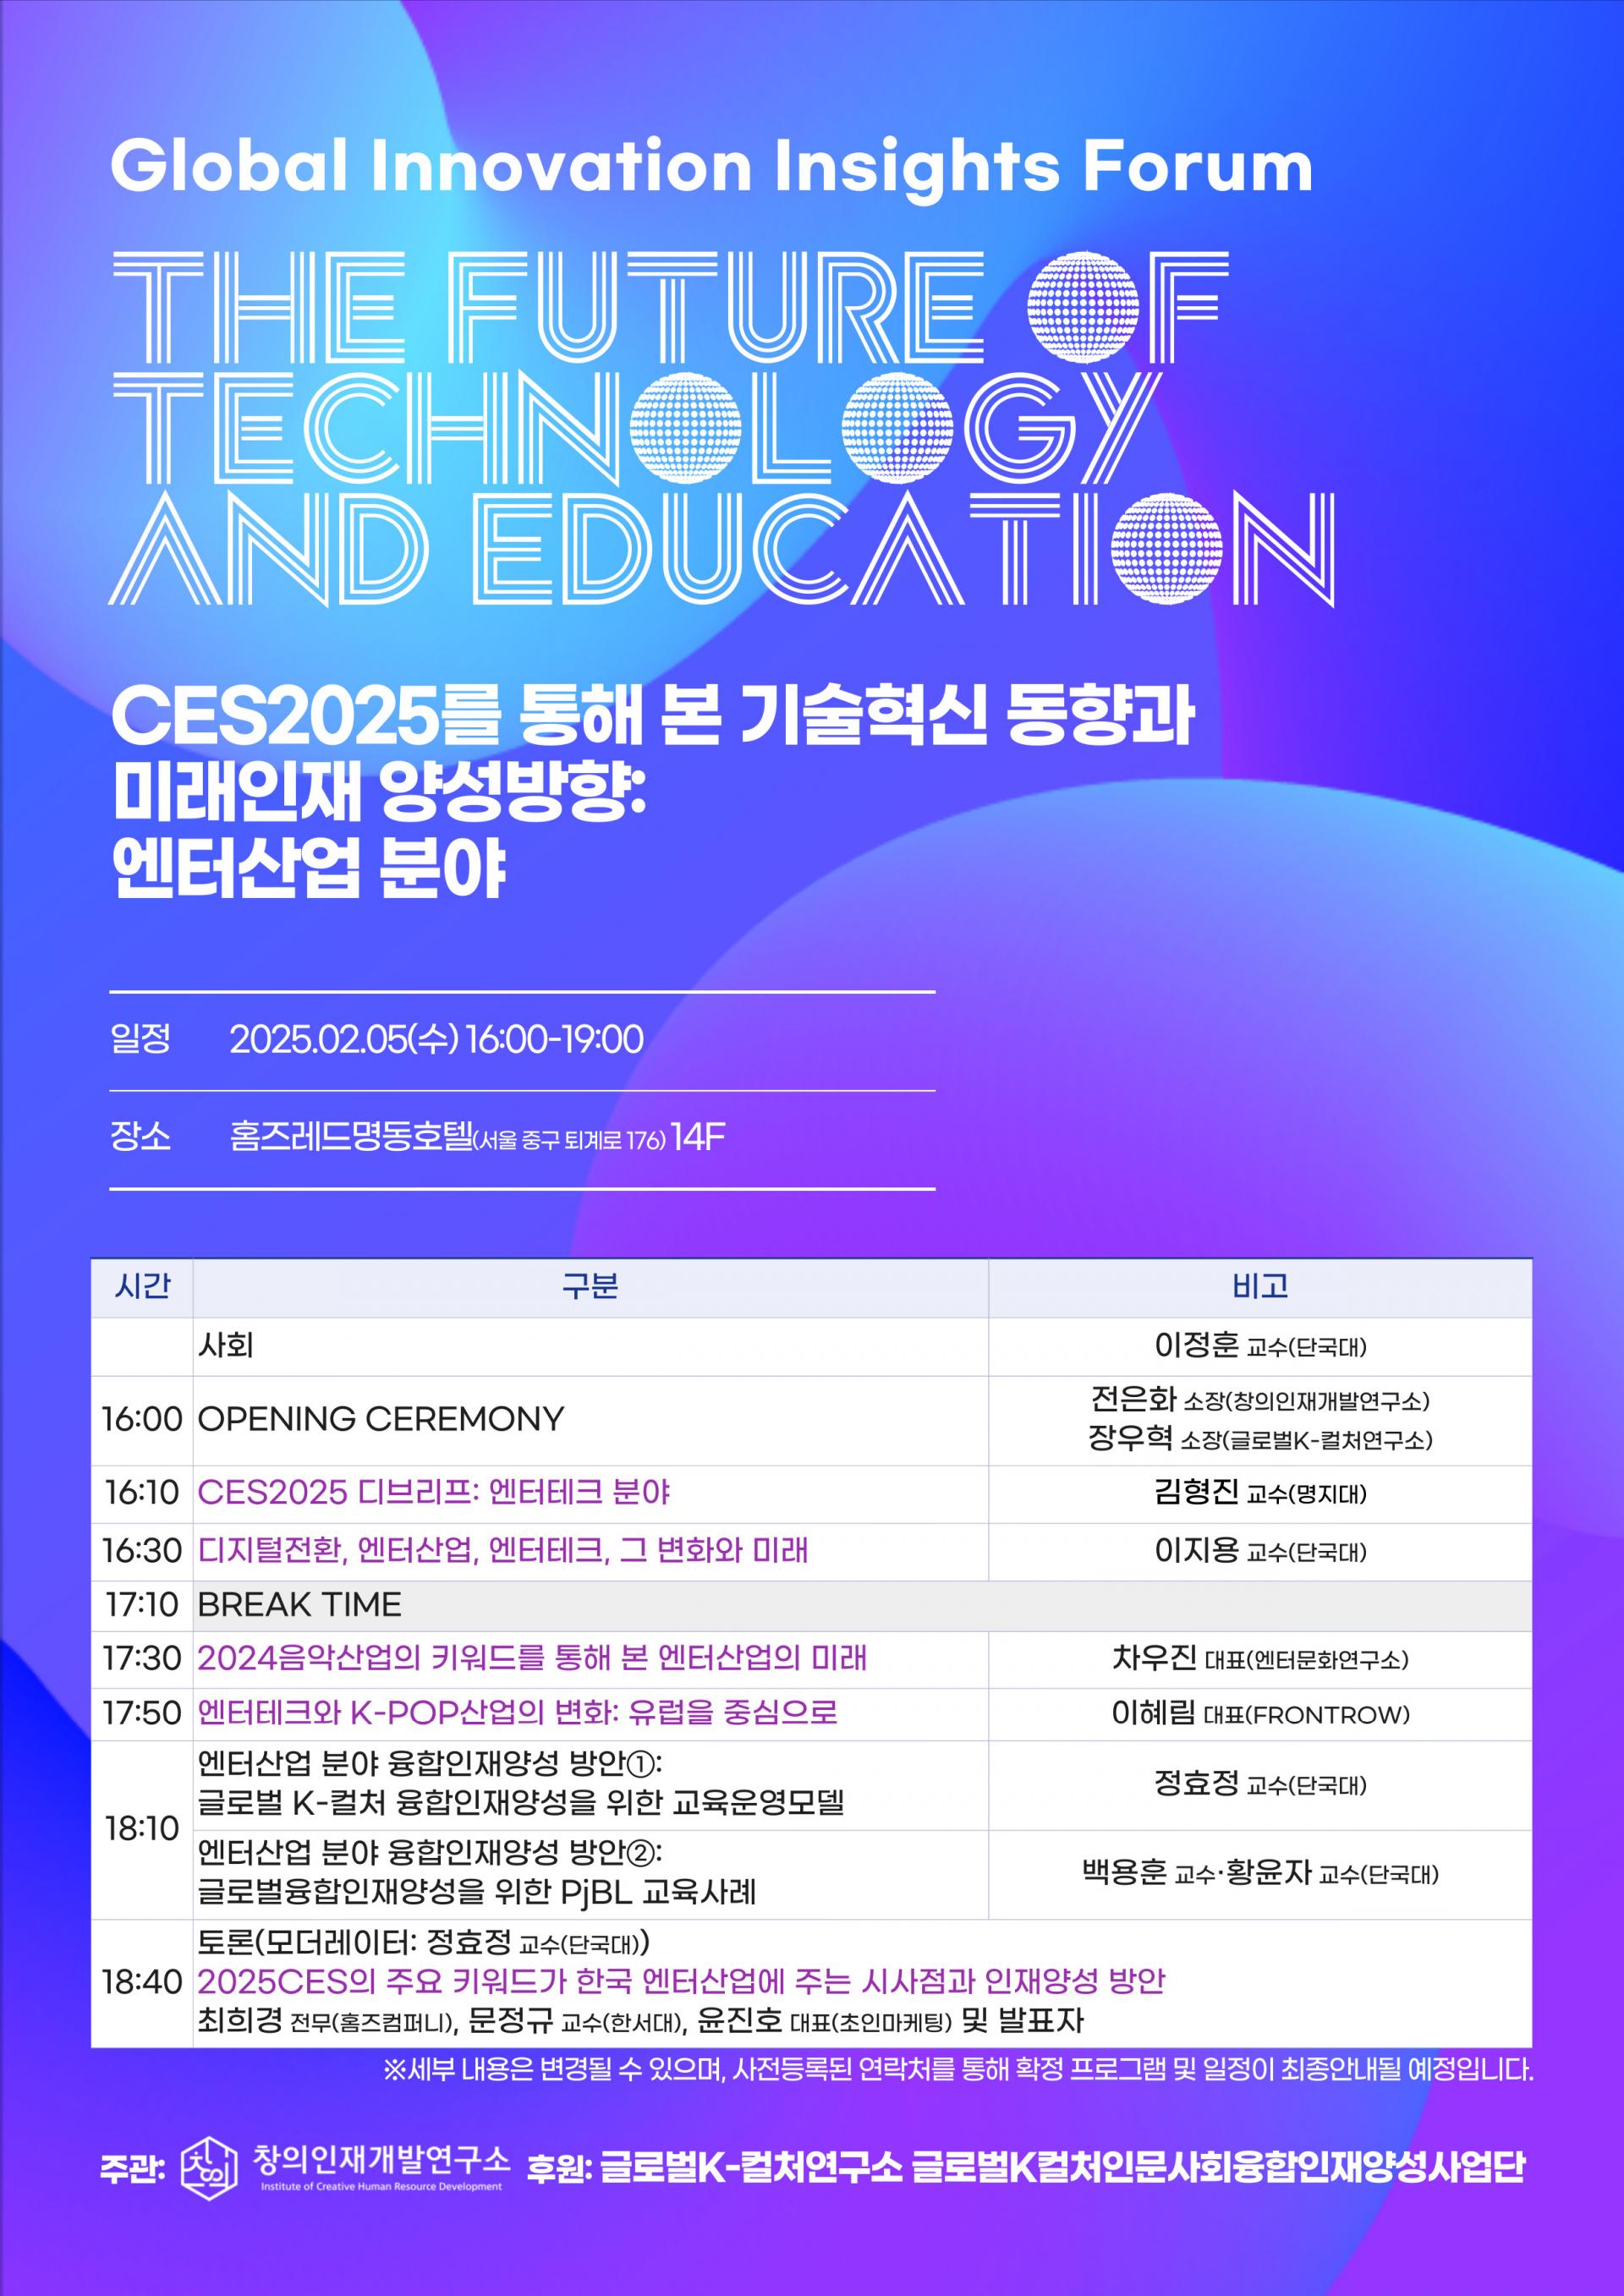 Global Innovation Insights Forum
THE FUTURE OF
TECHNOLOGY
AND EDUCATION
CES2025를 통해 본 기술혁신 동향과
미래인재 양성방향:
엔터산업 분야
일정 2025.02.05(수) 16:00-19:00
장소 홈즈레드명동호텔(서울 중구 퇴계로 176) 14F
시간 구분 비고
사회 이정훈 교수(단국대)
16:00 OPENING CEREMONY 전은화 소장(창의인재개발연구소)
장우혁 소장(글로벌K-컬처연구소)
16:10 CES2025 디브리프: 엔터테크 분야 김형진 교수(명지대)
16:30 디지털전환, 엔터산업, 엔터테크, 그 변화와 미래 이지용 교수(단국대)
17:10 BREAK TIME
17:30 2024음악산업의 키워드를 통해 본 엔터산업의 미래 차우진 대표(엔터문화연구소)
17:50 엔터테크와 K-POP산업의 변화: 유럽을 중심으로 이혜림 대표(FRONTROW)
18:10 엔터산업 분야 융합인재양성 방안①:
글로벌 K-컬처 융합인재양성을 위한 교육운영모델 정효정 교수(단국대)
엔터산업 분야 융합인재양성 방안②:
글로벌융합인재양성을 위한 PjBL 교육사례 백용훈 교수·황윤자 교수(단국대)
18:40 토론(모더레이터: 정효정 교수(단국대))
2025CES의 주요 키워드가 한국 엔터산업에 주는 시사점과 인재양성 방안
최희경 전무(홈즈컴퍼니), 문정규 교수(한서대), 윤진호 대표(초인마케팅) 및 발표자
※세부 내용은 변경될 수 있으며, 사전등록된 연락처를 통해 확정 프로그램 및 일정이 최종안내될 예정입니다.
주관: 창의인재개발연구소 후원: 글로벌K-컬처연구소 글로벌K컬처인문사회융합인재양성사업단
Institute of Creative Human Resource Development